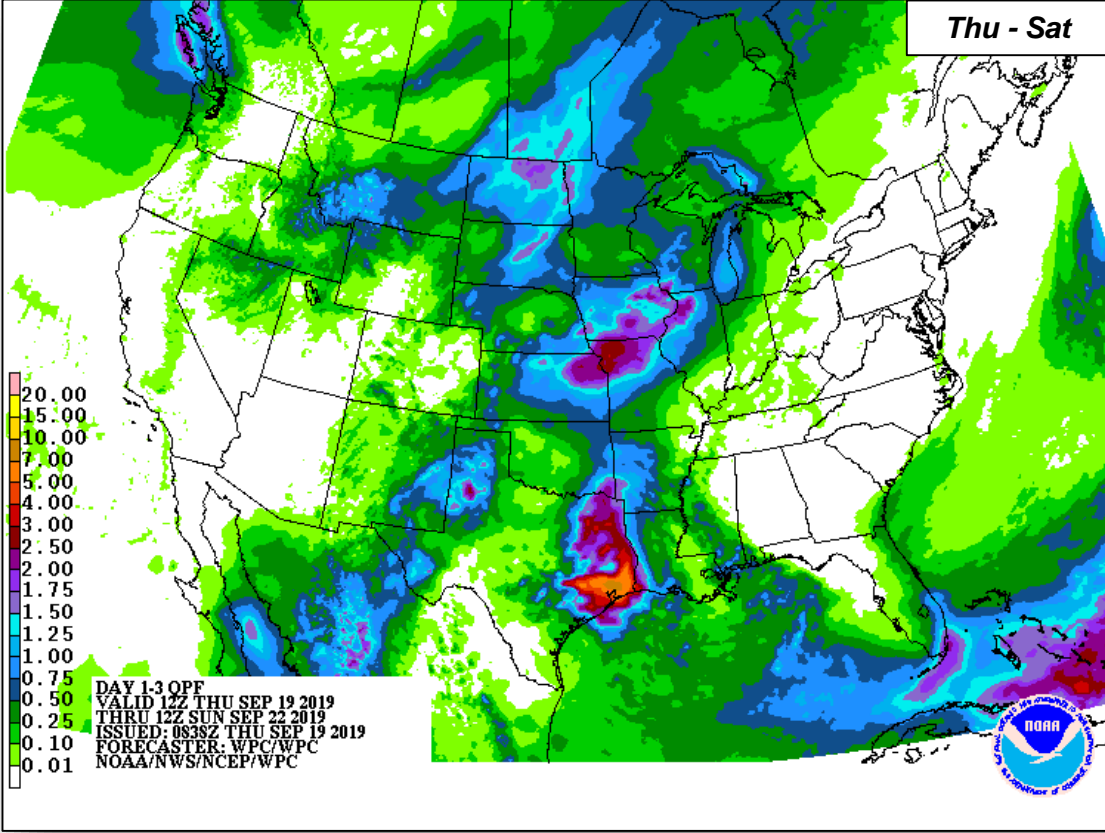 Thu - Sat
20.00
15.00
10.00
7.00
5.00
4.00
3.00
2.50
2.00
1.75
1.50
1.25
1.00
0.75
0.50
0.25
0.10
0.01
DAY 1-3 QPF
VALID 12Z THU SEP 19 2019
THRU 12Z SUN SEP 22 2019
ISSUED: 0838Z THU SEP 19 2019
FORECASTER: WPC/WPC
NOAA/NWS/NCEP/WPC
NOAA